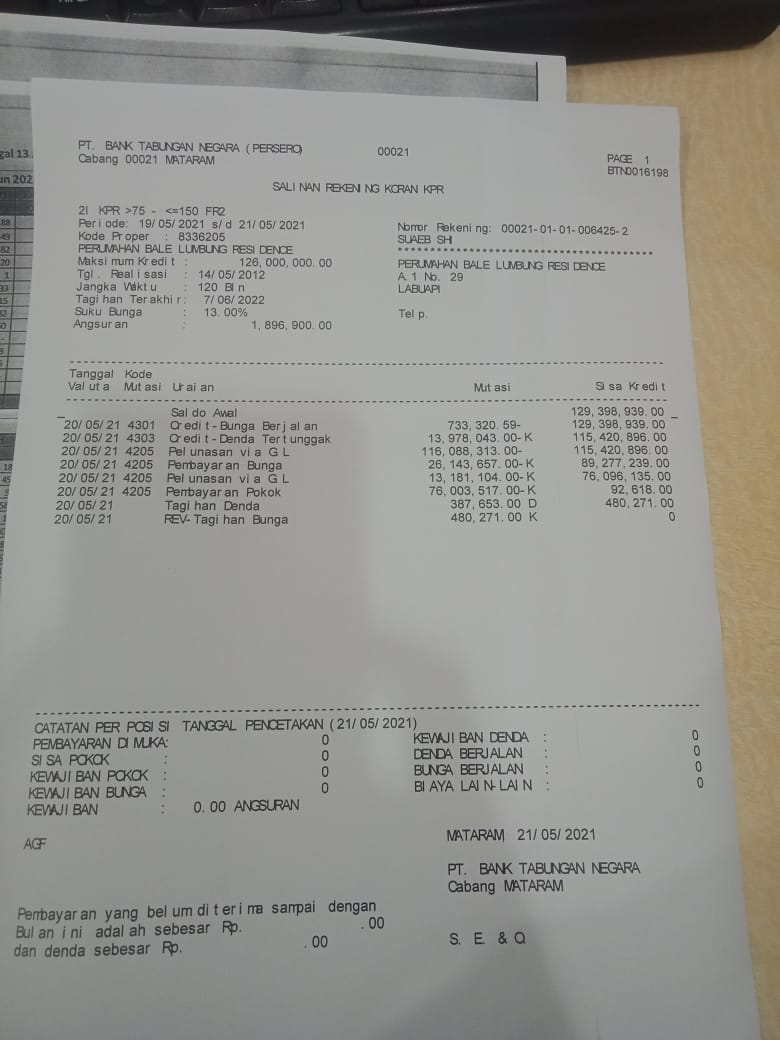 gal 13
un 202
PT. BANK TABUNGAN NEGARA (PERSERO)
Cabang 00021 MATARAM
00021
PAGE 1
BTN0016198
SALINAN REKENING KORAN KPR
2I KPR >75 - <=150 FR2
Periode: 19/05/2021 s/d 21/05/2021
Kode Proper : 8336205
PERUMAHAN BALE LUMBUNG RESIDENCE
Maksimum Kredit : 126,000,000.00
Tgl. Realisasi : 14/05/2012
Jangka Waktu : 120 Bln
Tagihan Terakhir: 7/06/2022
Suku Bunga : 13.00%
Angsuran : 1,896,900.00
Nomor Rekening: 00021-01-01-006425-2
SUAEB SHI
****************************************
PERUMAHAN BALE LUMBUNG RESIDENCE
A.1 No. 29
LABUAPI
Telp.
Tanggal Kode
Valuta Mutasi Uraian Mutasi Sisa Kredit
Saldo Awal 129,398,939.00
20/05/21 4301 Credit-Bunga Berjalan 733,320.59- 129,398,939.00
20/05/21 4303 Credit-Denda Tertunggak 13,978,043.00-K 115,420,896.00
20/05/21 4205 Pelunasan via GL 116,088,313.00- 115,420,896.00
20/05/21 4205 Pembayaran Bunga 26,143,657.00-K 89,277,239.00
20/05/21 4205 Pelunasan via GL 13,181,104.00-K 76,096,135.00
20/05/21 4205 Pembayaran Pokok 76,003,517.00-K 92,618.00
20/05/21 Tagihan Denda 387,653.00 D 480,271.00
20/05/21 REV-Tagihan Bunga 480,271.00 K 0
CATATAN PER POSISI TANGGAL PENCETAKAN (21/05/2021)
PEMBAYARAN DI MUKA: 0 KEWAJIBAN DENDA : 0
SISA POKOK : 0 DENDA BERJALAN : 0
KEWAJIBAN POKOK : 0 BUNGA BERJALAN : 0
KEWAJIBAN BUNGA : 0 BIAYA LAIN-LAIN : 0
KEWAJIBAN : 0.00 ANGSURAN
AGF
MATARAM, 21/05/2021
PT. BANK TABUNGAN NEGARA
Cabang MATARAM
Pembayaran yang belum diterima sampai dengan
Bulan ini adalah sebesar Rp. .00
dan denda sebesar Rp. .00
S. E. & O